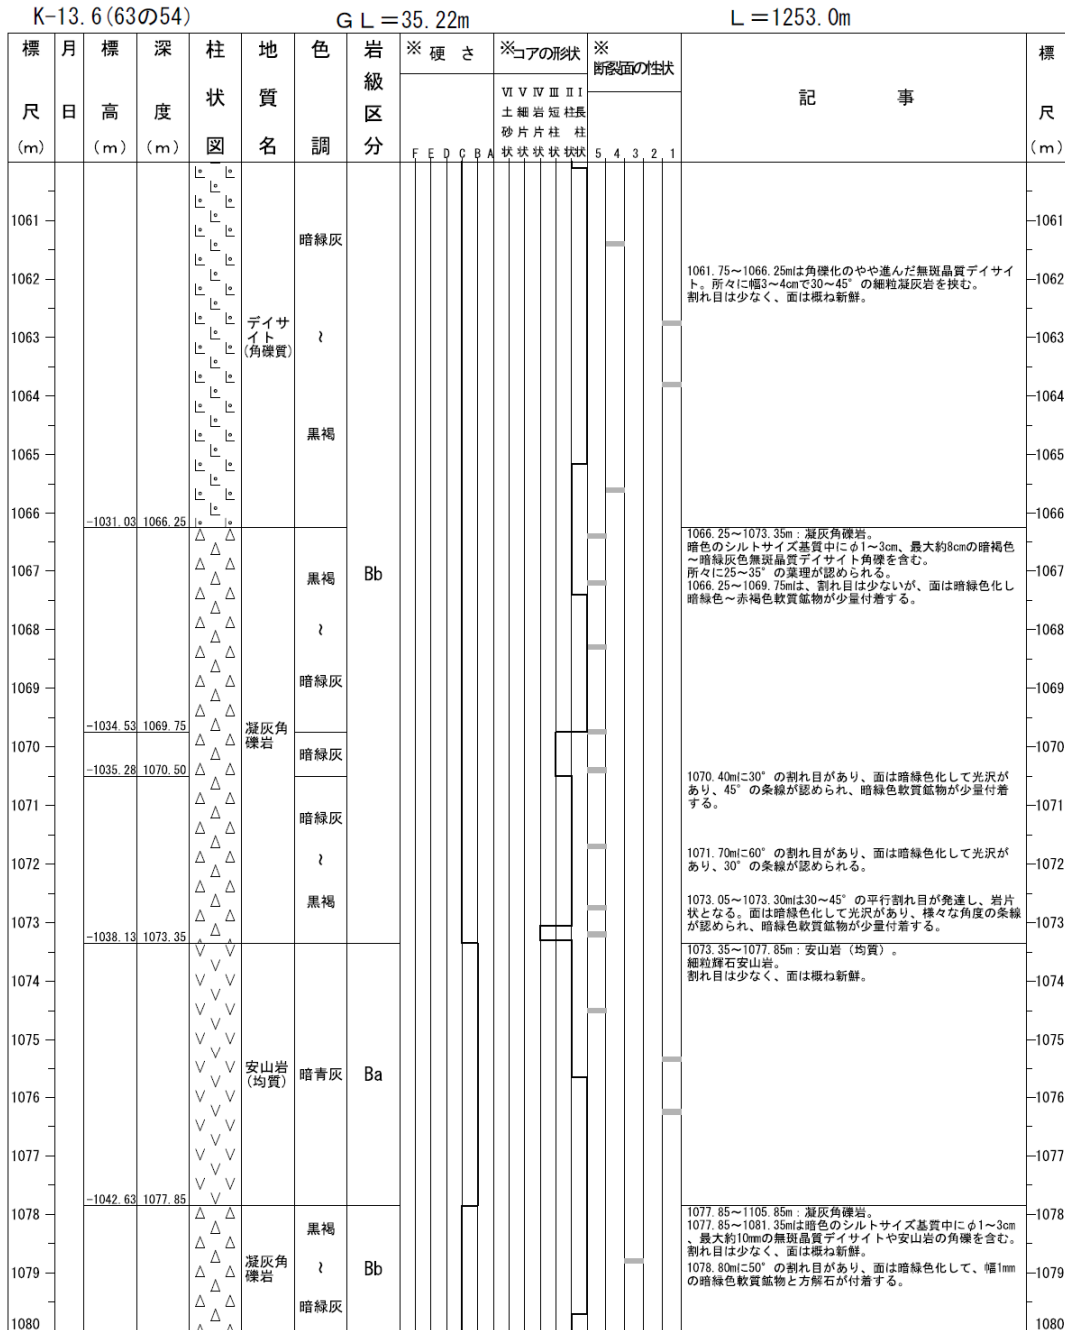 K-13.6(63の54)
GL=35.22m
L=1253.0m
標尺(m)
月日
標高(m)
深度(m)
柱状図
地質名
色調
岩級区分
※ 硬さ
F E D C B A
※コアの形状
Ⅵ土砂状
Ⅴ細片状
Ⅳ岩片状
Ⅲ短柱状
Ⅱ柱状
Ⅰ長柱状
※断裂面の性状
5 4 3 2 1
記事
標尺(m)
1061
暗緑灰
1061
1061.75~1066.25mは角礫化のやや進んだ無斑晶質デイサイ
1062
ト。所々に幅3~4cmで30~45°の細粒凝灰岩を挟む。
1062
割れ目は少なく、面は概ね新鮮。
デイサ
イト
(角礫質)
1063
~
1063
1064
1064
黒褐
1065
1065
1066
-1031.03
1066.25
1066
1066.25~1073.35m:凝灰角礫岩。
暗色のシルトサイズ基質中にφ1~3cm、最大約8cmの暗褐色
~暗緑灰色無斑晶質デイサイト角礫を含む。
1067
黒褐
Bb
所々に25~35°の葉理が認められる。
1067
1066.25~1069.75mは、割れ目は少ないが、面は暗緑色化し
暗緑色~赤褐色軟質鉱物が少量付着する。
1068
~
1068
1069
暗緑灰
1069
-1034.53
1069.75
凝灰角
礫岩
1070
暗緑灰
1070
-1035.28
1070.50
1070.40mに30°の割れ目があり、面は暗緑色化して光沢が
あり、45°の条線が認められ、暗緑色軟質鉱物が少量付着
する。
1071
暗緑灰
1071
1071.70mに60°の割れ目があり、面は暗緑色化して光沢が
あり、30°の条線が認められる。
1072
~
1072
黒褐
1073.05~1073.30mは30~45°の平行割れ目が発達し、岩片
状となる。面は暗緑色化して光沢があり、様々な角度の条線
が認められ、暗緑色軟質鉱物が少量付着する。
1073
1073
-1038.13
1073.35
1073.35~1077.85m:安山岩(均質)。
細粒輝石安山岩。
割れ目は少なく、面は概ね新鮮。
1074
1074
1075
1075
安山岩
(均質)
暗青灰
Ba
1076
1076
1077
1077
-1042.63
1077.85
1077.85~1105.85m:凝灰角礫岩。
1078
1078
1077.85~1081.35mは暗色のシルトサイズ基質中にφ1~3cm
、最大約10mmの無斑晶質デイサイトや安山岩の角礫を含む。
割れ目は少なく、面は概ね新鮮。
黒褐
凝灰角
礫岩
~
Bb
1078.80mに50°の割れ目があり、面は暗緑色化して、幅1mm
の暗緑色軟質鉱物と方解石が付着する。
1079
1079
暗緑灰
1080
1080